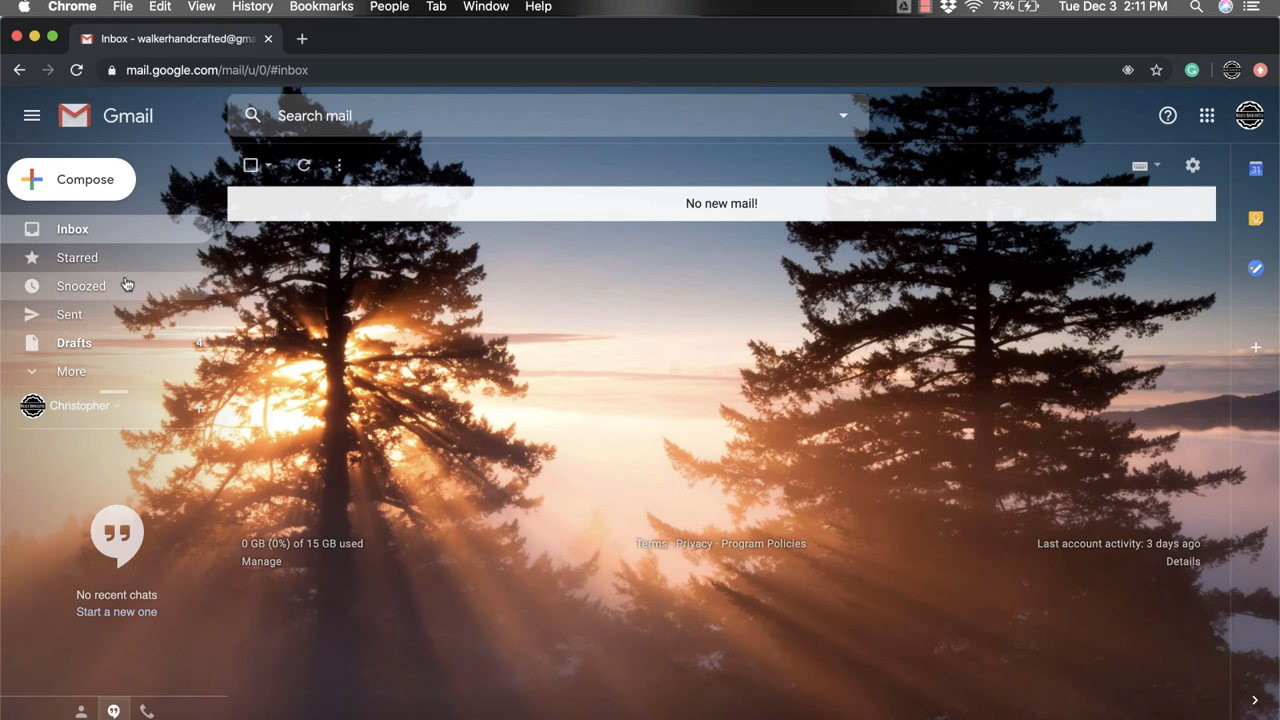 Chrome File Edit View History Bookmarks People Tab Window Help 73% Tue Dec 3 2:11 PM
Inbox - walkerhandcrafted@gma
mail.google.com/mail/u/0/#inbox
Gmail
Search mail
Compose
No new mail!
Inbox
Starred
Snoozed
Sent
Drafts 4
More
Christopher
31
0 GB (0%) of 15 GB used
Manage
Terms · Privacy · Program Policies
Last account activity: 3 days ago
Details
No recent chats
Start a new one